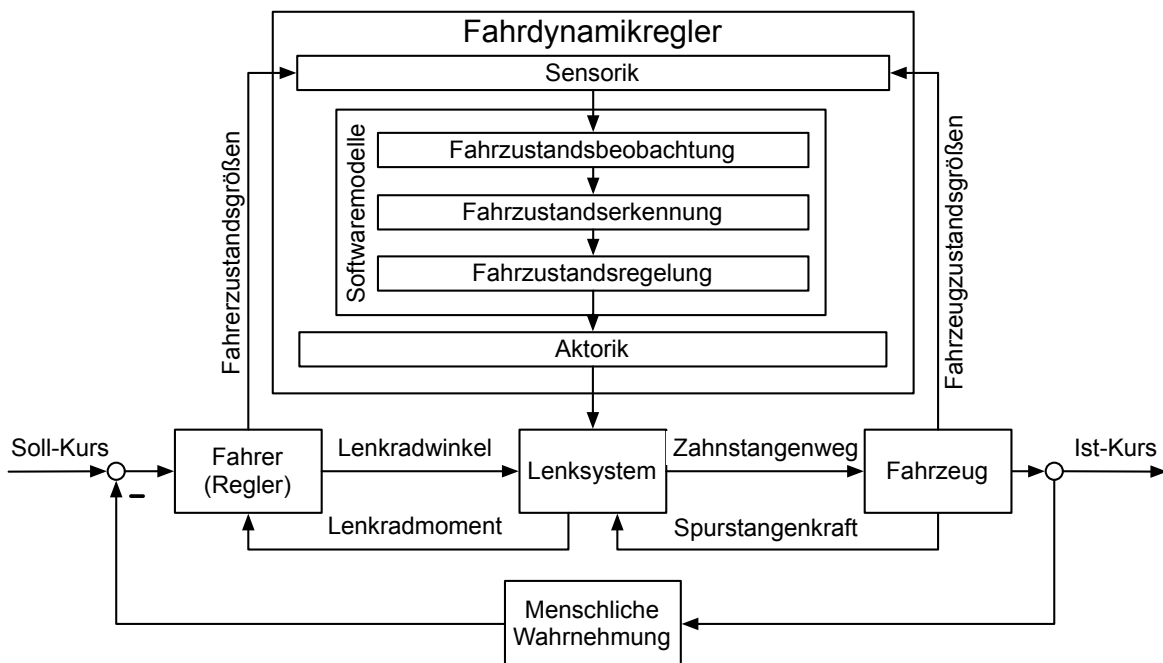 Fahrdynamikregler
Sensorik
Softwaremodelle
Fahrzustandsbeobachtung
Fahrzustandserkennung
Fahrzustandsregelung
Aktorik
Fahrerzustandsgrößen
Fahrzeugzustandsgrößen
Soll-Kurs
Fahrer
(Regler)
Lenkradwinkel
Lenksystem
Zahnstangenweg
Fahrzeug
Ist-Kurs
Lenkradmoment
Spurstangenkraft
Menschliche
Wahrnehmung